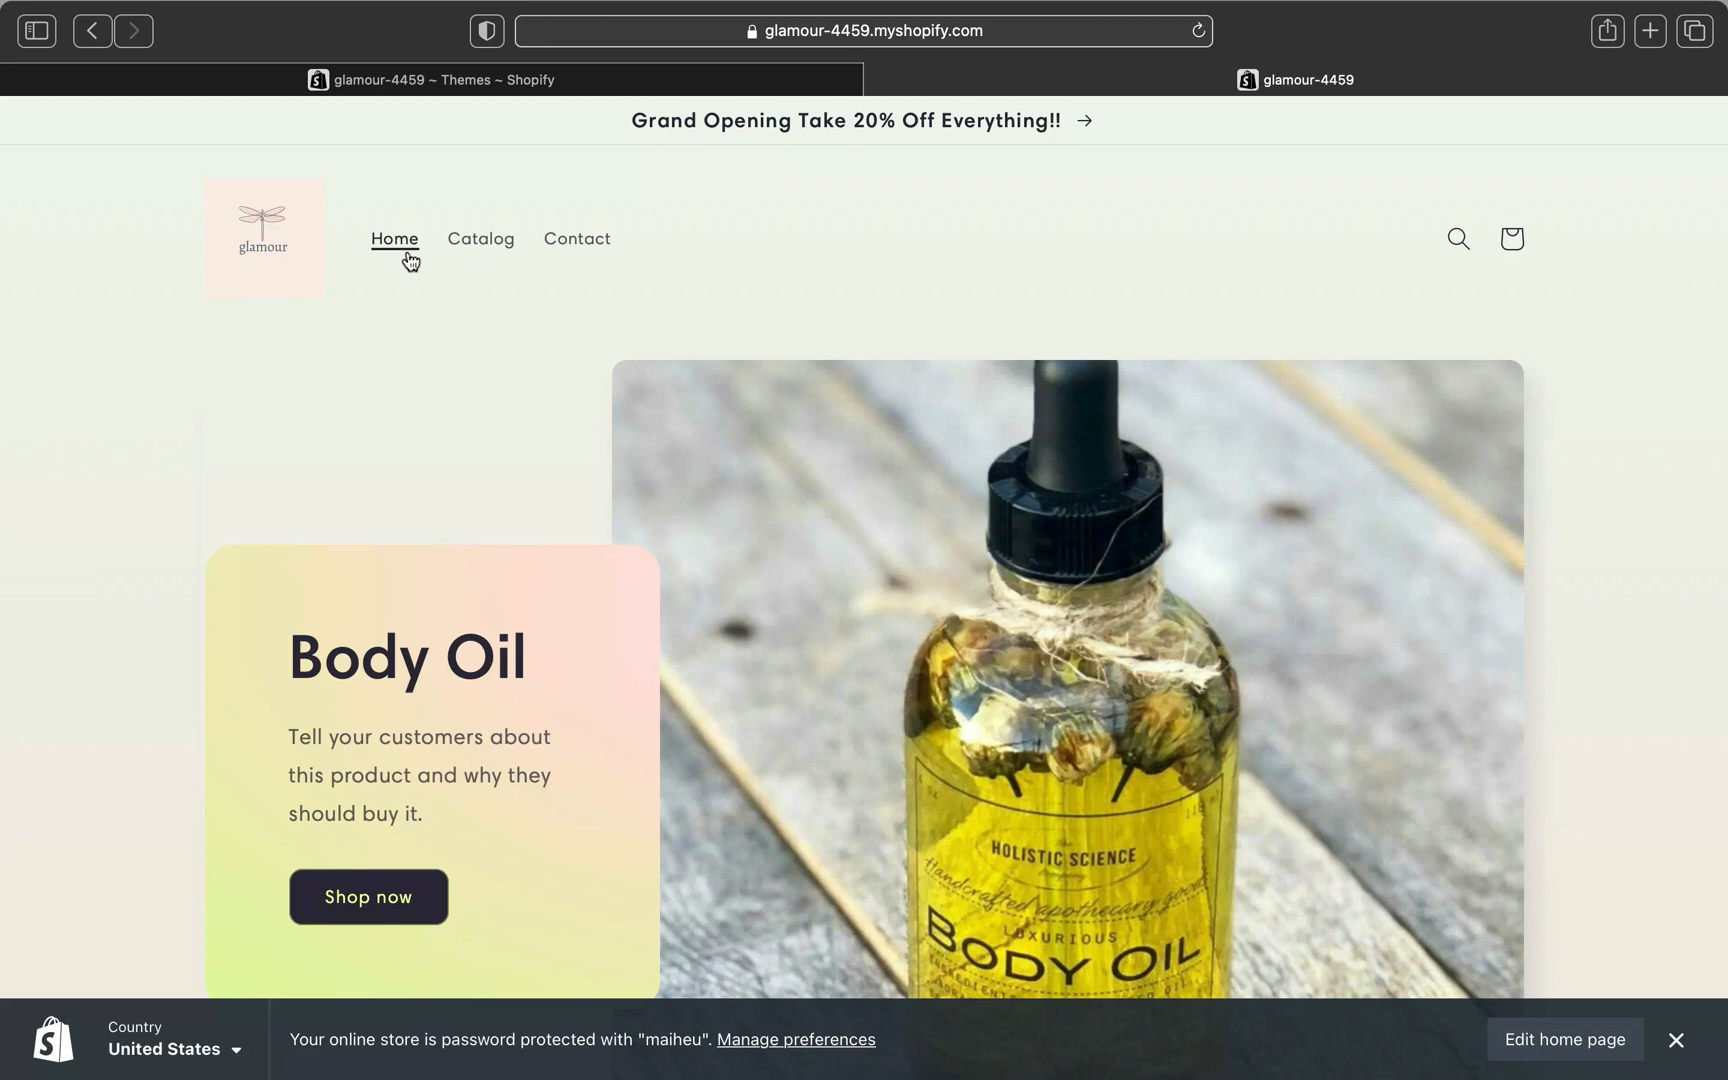 glamour-4459.myshopify.com
glamour-4459 ~ Themes ~ Shopify
glamour-4459
Grand Opening Take 20% Off Everything!! →
glamour
Home Catalog Contact
Body Oil
Tell your customers about
this product and why they
should buy it.
Shop now
HOLISTIC SCIENCE
Handcrafted apothecary goods
LUXURIOUS
BODY OIL
Country
United States
Your online store is password protected with "maiheu". Manage preferences
Edit home page